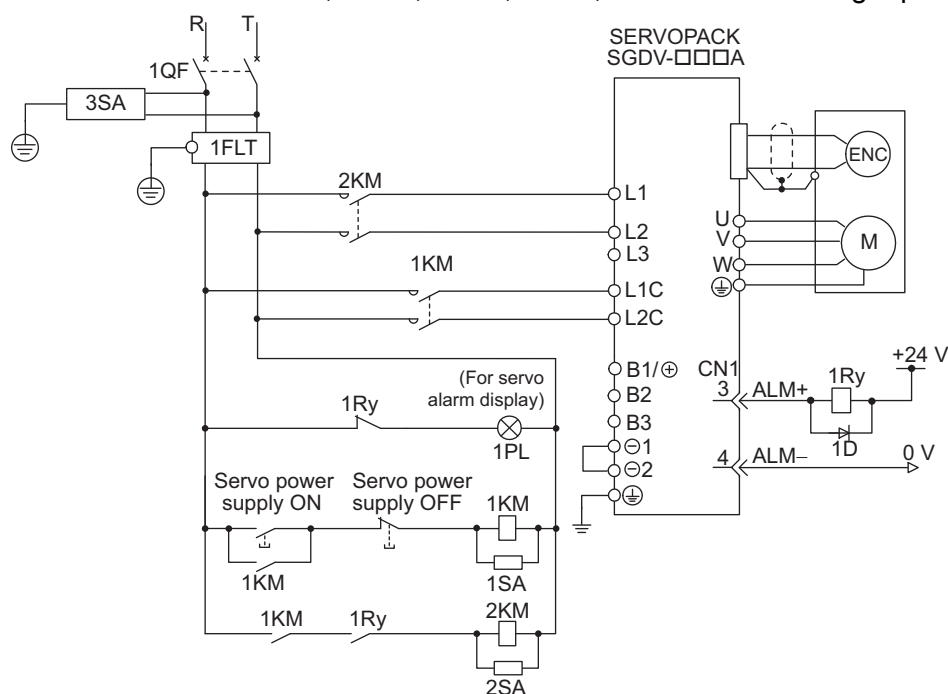 R T
SERVOPACK
SGDV-□□□A
1QF
3SA
1FLT
ENC
2KM
L1
U
L2
V
M
L3
W
1KM
L1C
L2C
+24 V
B1/⊕
CN1
(For servo
alarm display)
3
ALM+
1Ry
B2
1Ry
B3
1D
1PL
⊖1
4
ALM−
0 V
⊖2
Servo power
supply ON
Servo power
supply OFF
1KM
1KM
1SA
1KM
1Ry
2KM
2SA